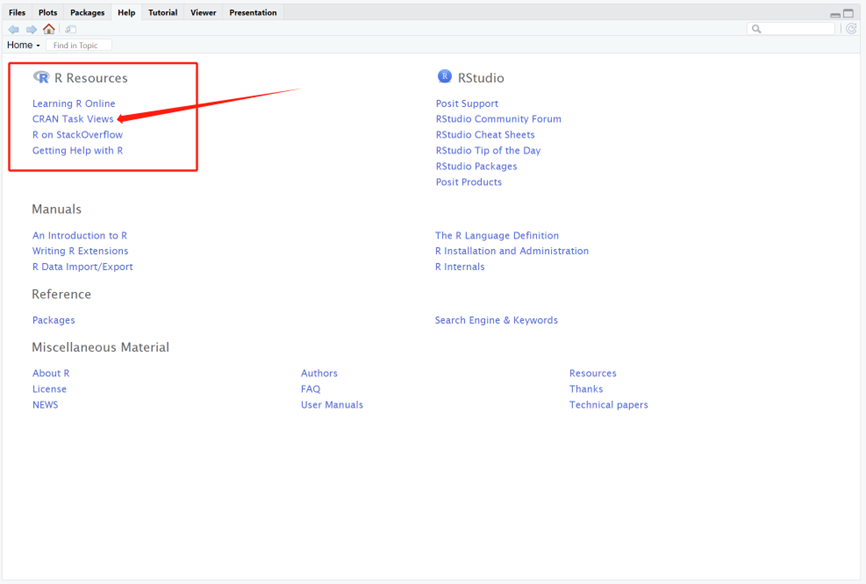 Files Plots Packages Help Tutorial Viewer Presentation
Home Find in Topic
R Resources
Learning R Online
CRAN Task Views
R on StackOverflow
Getting Help with R
R RStudio
Posit Support
RStudio Community Forum
RStudio Cheat Sheets
RStudio Tip of the Day
RStudio Packages
Posit Products
Manuals
An Introduction to R
Writing R Extensions
R Data Import/Export
The R Language Definition
R Installation and Administration
R Internals
Reference
Packages
Search Engine & Keywords
Miscellaneous Material
About R
License
NEWS
Authors
FAQ
User Manuals
Resources
Thanks
Technical papers